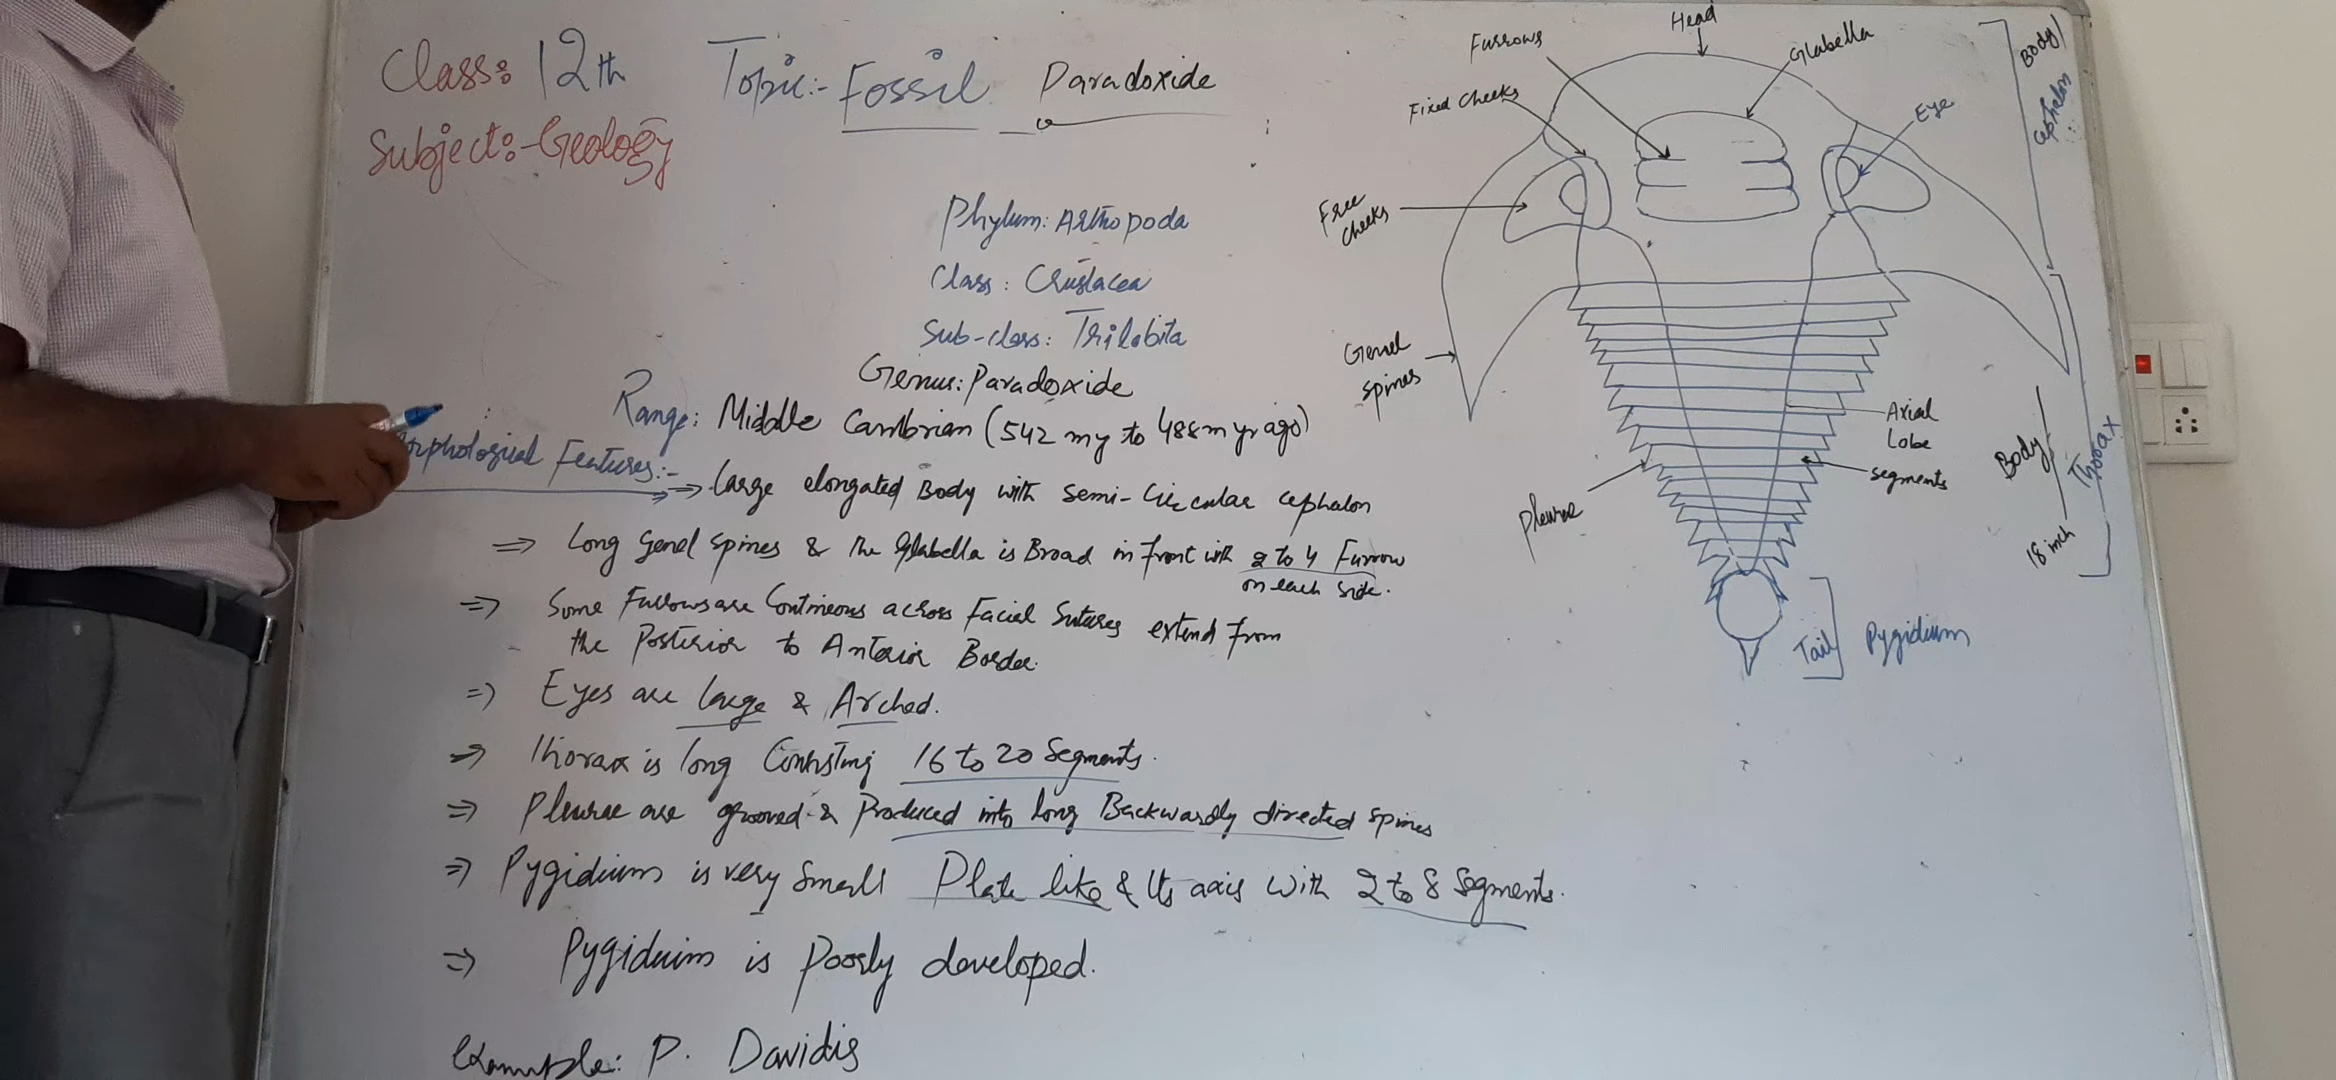 Class: 12th
Subject:- Geology
Topic:- Fossil Paradoxide
Phylum: Arthropoda
Class: Crustacea
Sub-class: Trilobita
Genus: Paradoxide
Range: Middle Cambrian (542 my to 488 m yr ago)
orphological Features:-
⇒ Large elongated Body with semi-Circular cephalon
⇒ Long Genel spines & the Glabella is Broad in front with 2 to 4 Furrow
on each side.
⇒ Some Furrows are Contineous across Facial Sutures extend from
the Posterior to Anterior Border.
⇒ Eyes are large & Arched.
⇒ Thorax is long Consisting 16 to 20 Segments.
⇒ Pleurae are grooved & Produced into long Backwardly directed spines
⇒ Pygidium is very small Plate like & Its axis with 2 to 8 Segments.
⇒ Pygidium is Poorly developed.
Example: P. Davidis
Head
Furrows
Glabella
Fixed cheeks
Eye
Free
cheeks
Genel
spines
Pleurae
Axial
Lobe
segments
Body
cephalon
Body
Thorax
18 inch
Tail
Pygidium